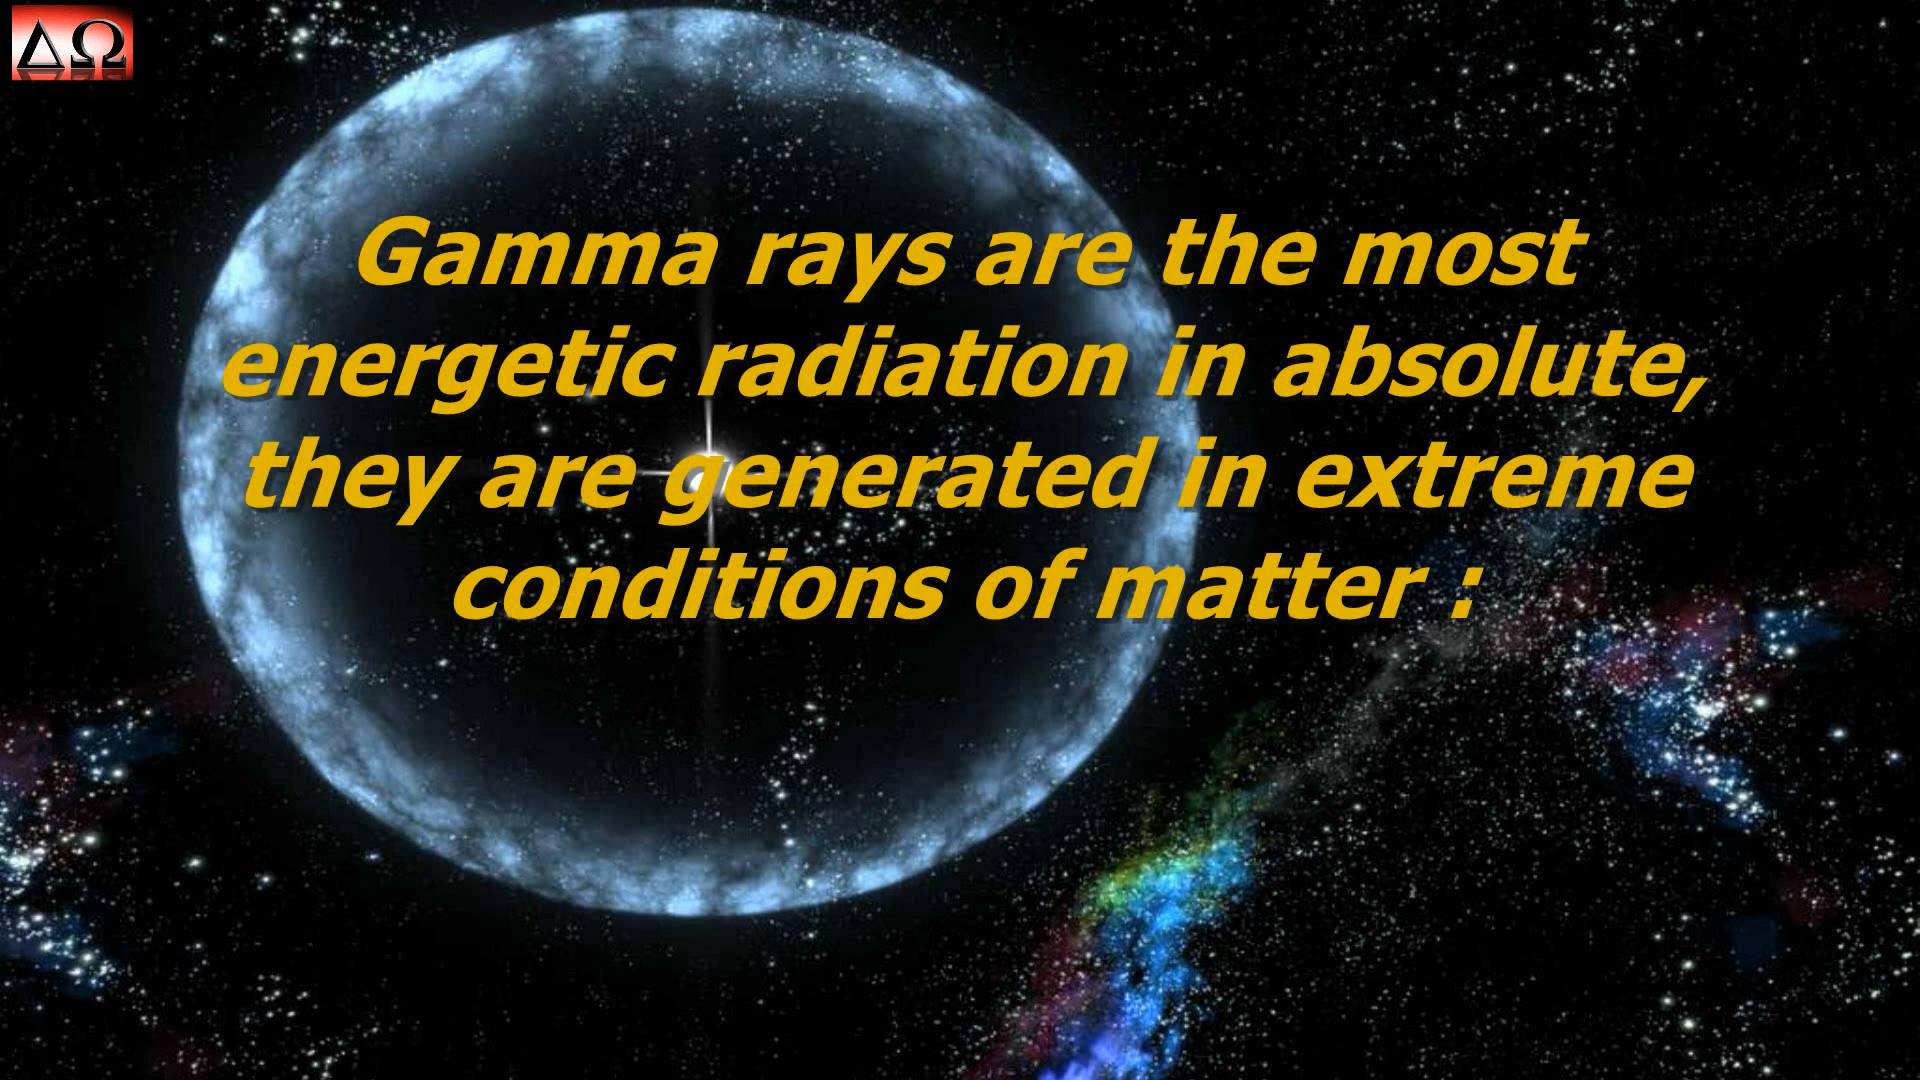 ΔΩ
Gamma rays are the most
energetic radiation in absolute,
they are generated in extreme
conditions of matter :